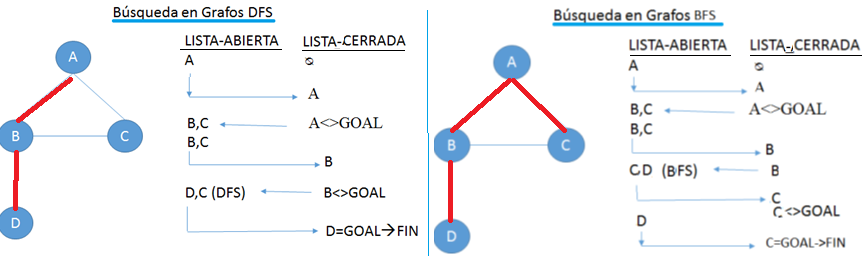 Búsqueda en Grafos DFS
LISTA-ABIERTA LISTA-CERRADA
A ⦰
A
B,C A<>GOAL
B,C
B
D,C (DFS) B<>GOAL
D=GOAL→FIN
A
B
C
D
Búsqueda en Grafos BFS
LISTA-ABIERTA LISTA-CERRADA
A ⦰
A
B,C A<>GOAL
B,C
B
C,D (BFS) B
C
C<>GOAL
D
C=GOAL->FIN
A
B
C
D